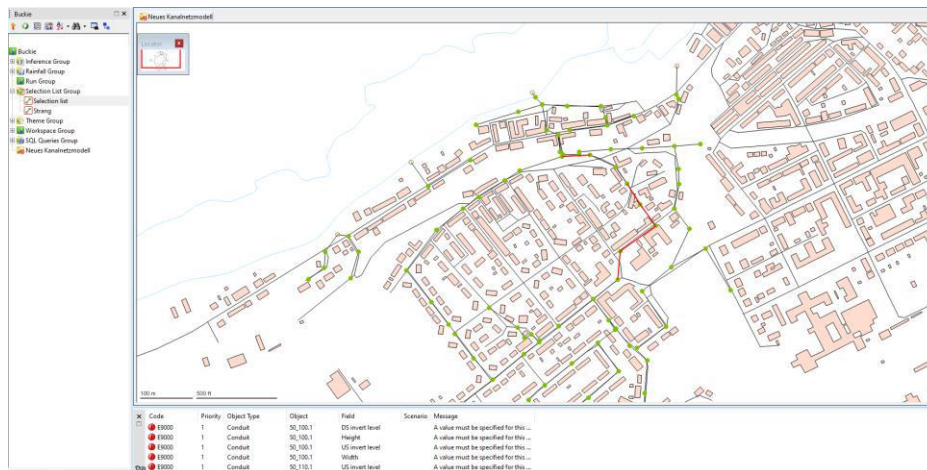 Buckie
Buckie
Inference Group
Rainfall Group
Run Group
Selection List Group
Selection list
Strang
Theme Group
Workspace Group
SQL Queries Group
Neues Kanalnetzmodell
Neues Kanalnetzmodell
Locator
100 m 500 ft
Code Priority Object Type Object Field Scenario Message
E9000 1 Conduit 50_100.1 DS invert level A value must be specified for this ...
E9000 1 Conduit 50_100.1 Height A value must be specified for this ...
E9000 1 Conduit 50_100.1 US invert level A value must be specified for this ...
E9000 1 Conduit 50_100.1 Width A value must be specified for this ...
E9000 1 Conduit 50_110.1 US invert level A value must be specified for this ...